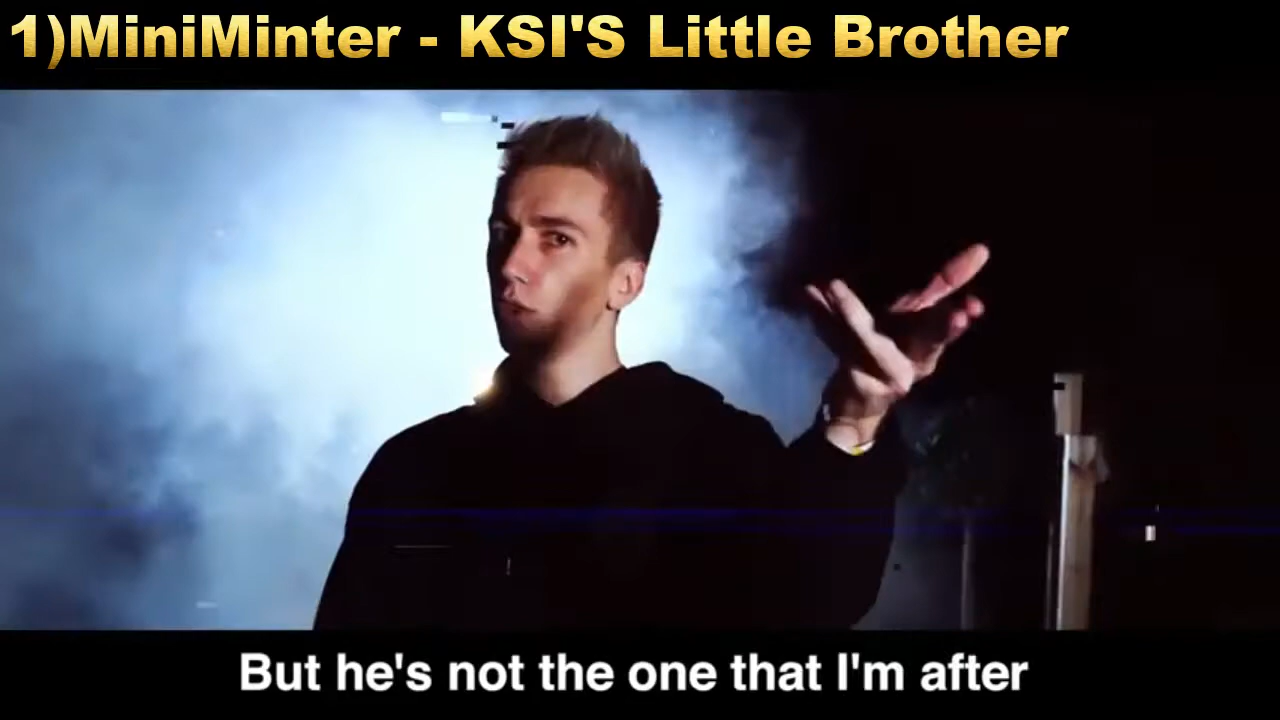 1)MiniMinter - KSI'S Little Brother
But he's not the one that I'm after